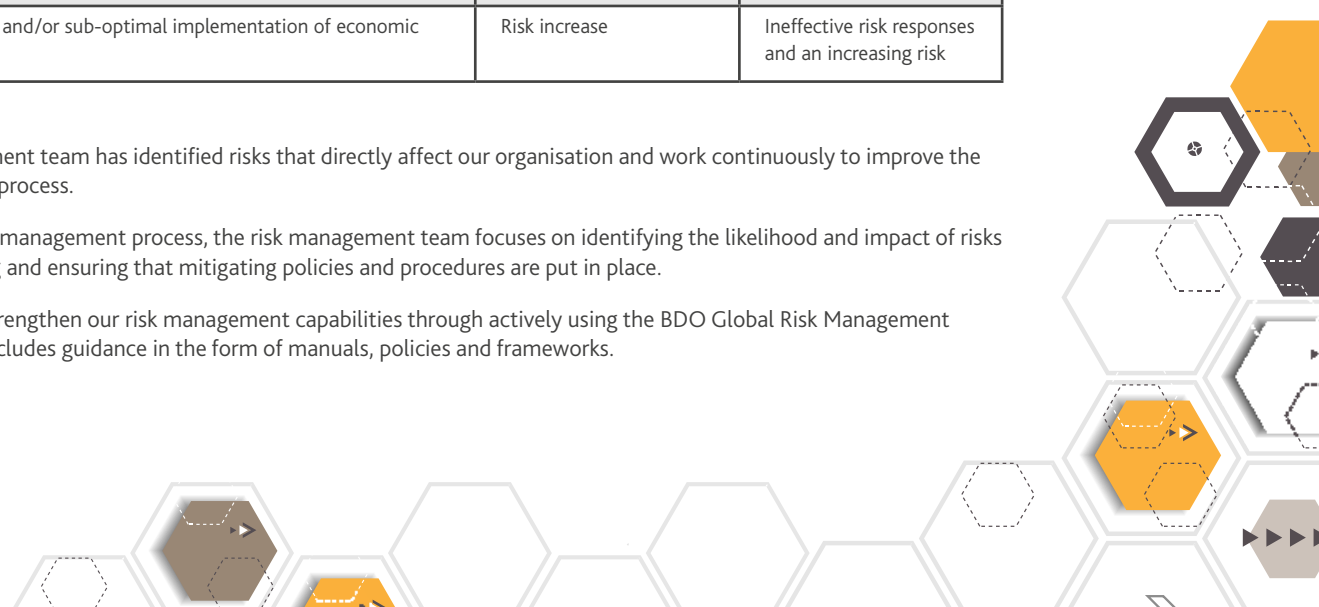 and/or sub-optimal implementation of economic
Risk increase
Ineffective risk responses
and an increasing risk
ment team has identified risks that directly affect our organisation and work continuously to improve the
process.
management process, the risk management team focuses on identifying the likelihood and impact of risks
and ensuring that mitigating policies and procedures are put in place.
rengthen our risk management capabilities through actively using the BDO Global Risk Management
cludes guidance in the form of manuals, policies and frameworks.